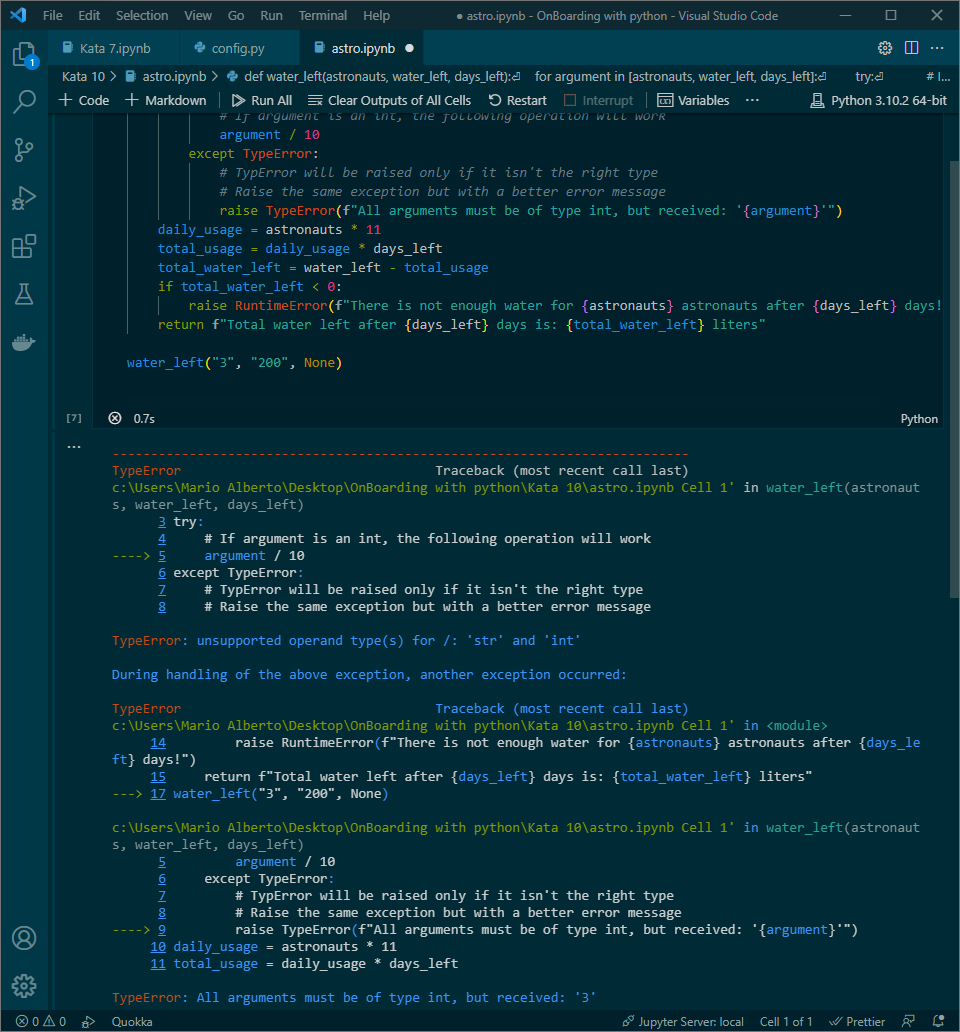 File Edit Selection View Go Run Terminal Help ● astro.ipynb - OnBoarding with python - Visual Studio Code
1
Kata 7.ipynb config.py astro.ipynb ●
Kata 10 > astro.ipynb > def water_left(astronauts, water_left, days_left):⏎ for argument in [astronauts, water_left, days_left]:⏎ try:⏎ # I...
+ Code + Markdown Run All Clear Outputs of All Cells Restart Interrupt Variables ··· Python 3.10.2 64-bit
# If argument is an int, the following operation will work
argument / 10
except TypeError:
# TypError will be raised only if it isn't the right type
# Raise the same exception but with a better error message
raise TypeError(f"All arguments must be of type int, but received: '{argument}'")
daily_usage = astronauts * 11
total_usage = daily_usage * days_left
total_water_left = water_left - total_usage
if total_water_left < 0:
raise RuntimeError(f"There is not enough water for {astronauts} astronauts after {days_left} days!
return f"Total water left after {days_left} days is: {total_water_left} liters"
water_left("3", "200", None)
[7] 0.7s Python
...
---------------------------------------------------------------------------
TypeError Traceback (most recent call last)
c:\Users\Mario Alberto\Desktop\OnBoarding with python\Kata 10\astro.ipynb Cell 1' in water_left(astronaut
s, water_left, days_left)
3 try:
4 # If argument is an int, the following operation will work
----> 5 argument / 10
6 except TypeError:
7 # TypError will be raised only if it isn't the right type
8 # Raise the same exception but with a better error message
TypeError: unsupported operand type(s) for /: 'str' and 'int'
During handling of the above exception, another exception occurred:
TypeError Traceback (most recent call last)
c:\Users\Mario Alberto\Desktop\OnBoarding with python\Kata 10\astro.ipynb Cell 1' in <module>
14 raise RuntimeError(f"There is not enough water for {astronauts} astronauts after {days_le
ft} days!")
15 return f"Total water left after {days_left} days is: {total_water_left} liters"
---> 17 water_left("3", "200", None)
c:\Users\Mario Alberto\Desktop\OnBoarding with python\Kata 10\astro.ipynb Cell 1' in water_left(astronaut
s, water_left, days_left)
5 argument / 10
6 except TypeError:
7 # TypError will be raised only if it isn't the right type
8 # Raise the same exception but with a better error message
----> 9 raise TypeError(f"All arguments must be of type int, but received: '{argument}'")
10 daily_usage = astronauts * 11
11 total_usage = daily_usage * days_left
TypeError: All arguments must be of type int, but received: '3'
0 0 Quokka Jupyter Server: local Cell 1 of 1 Prettier